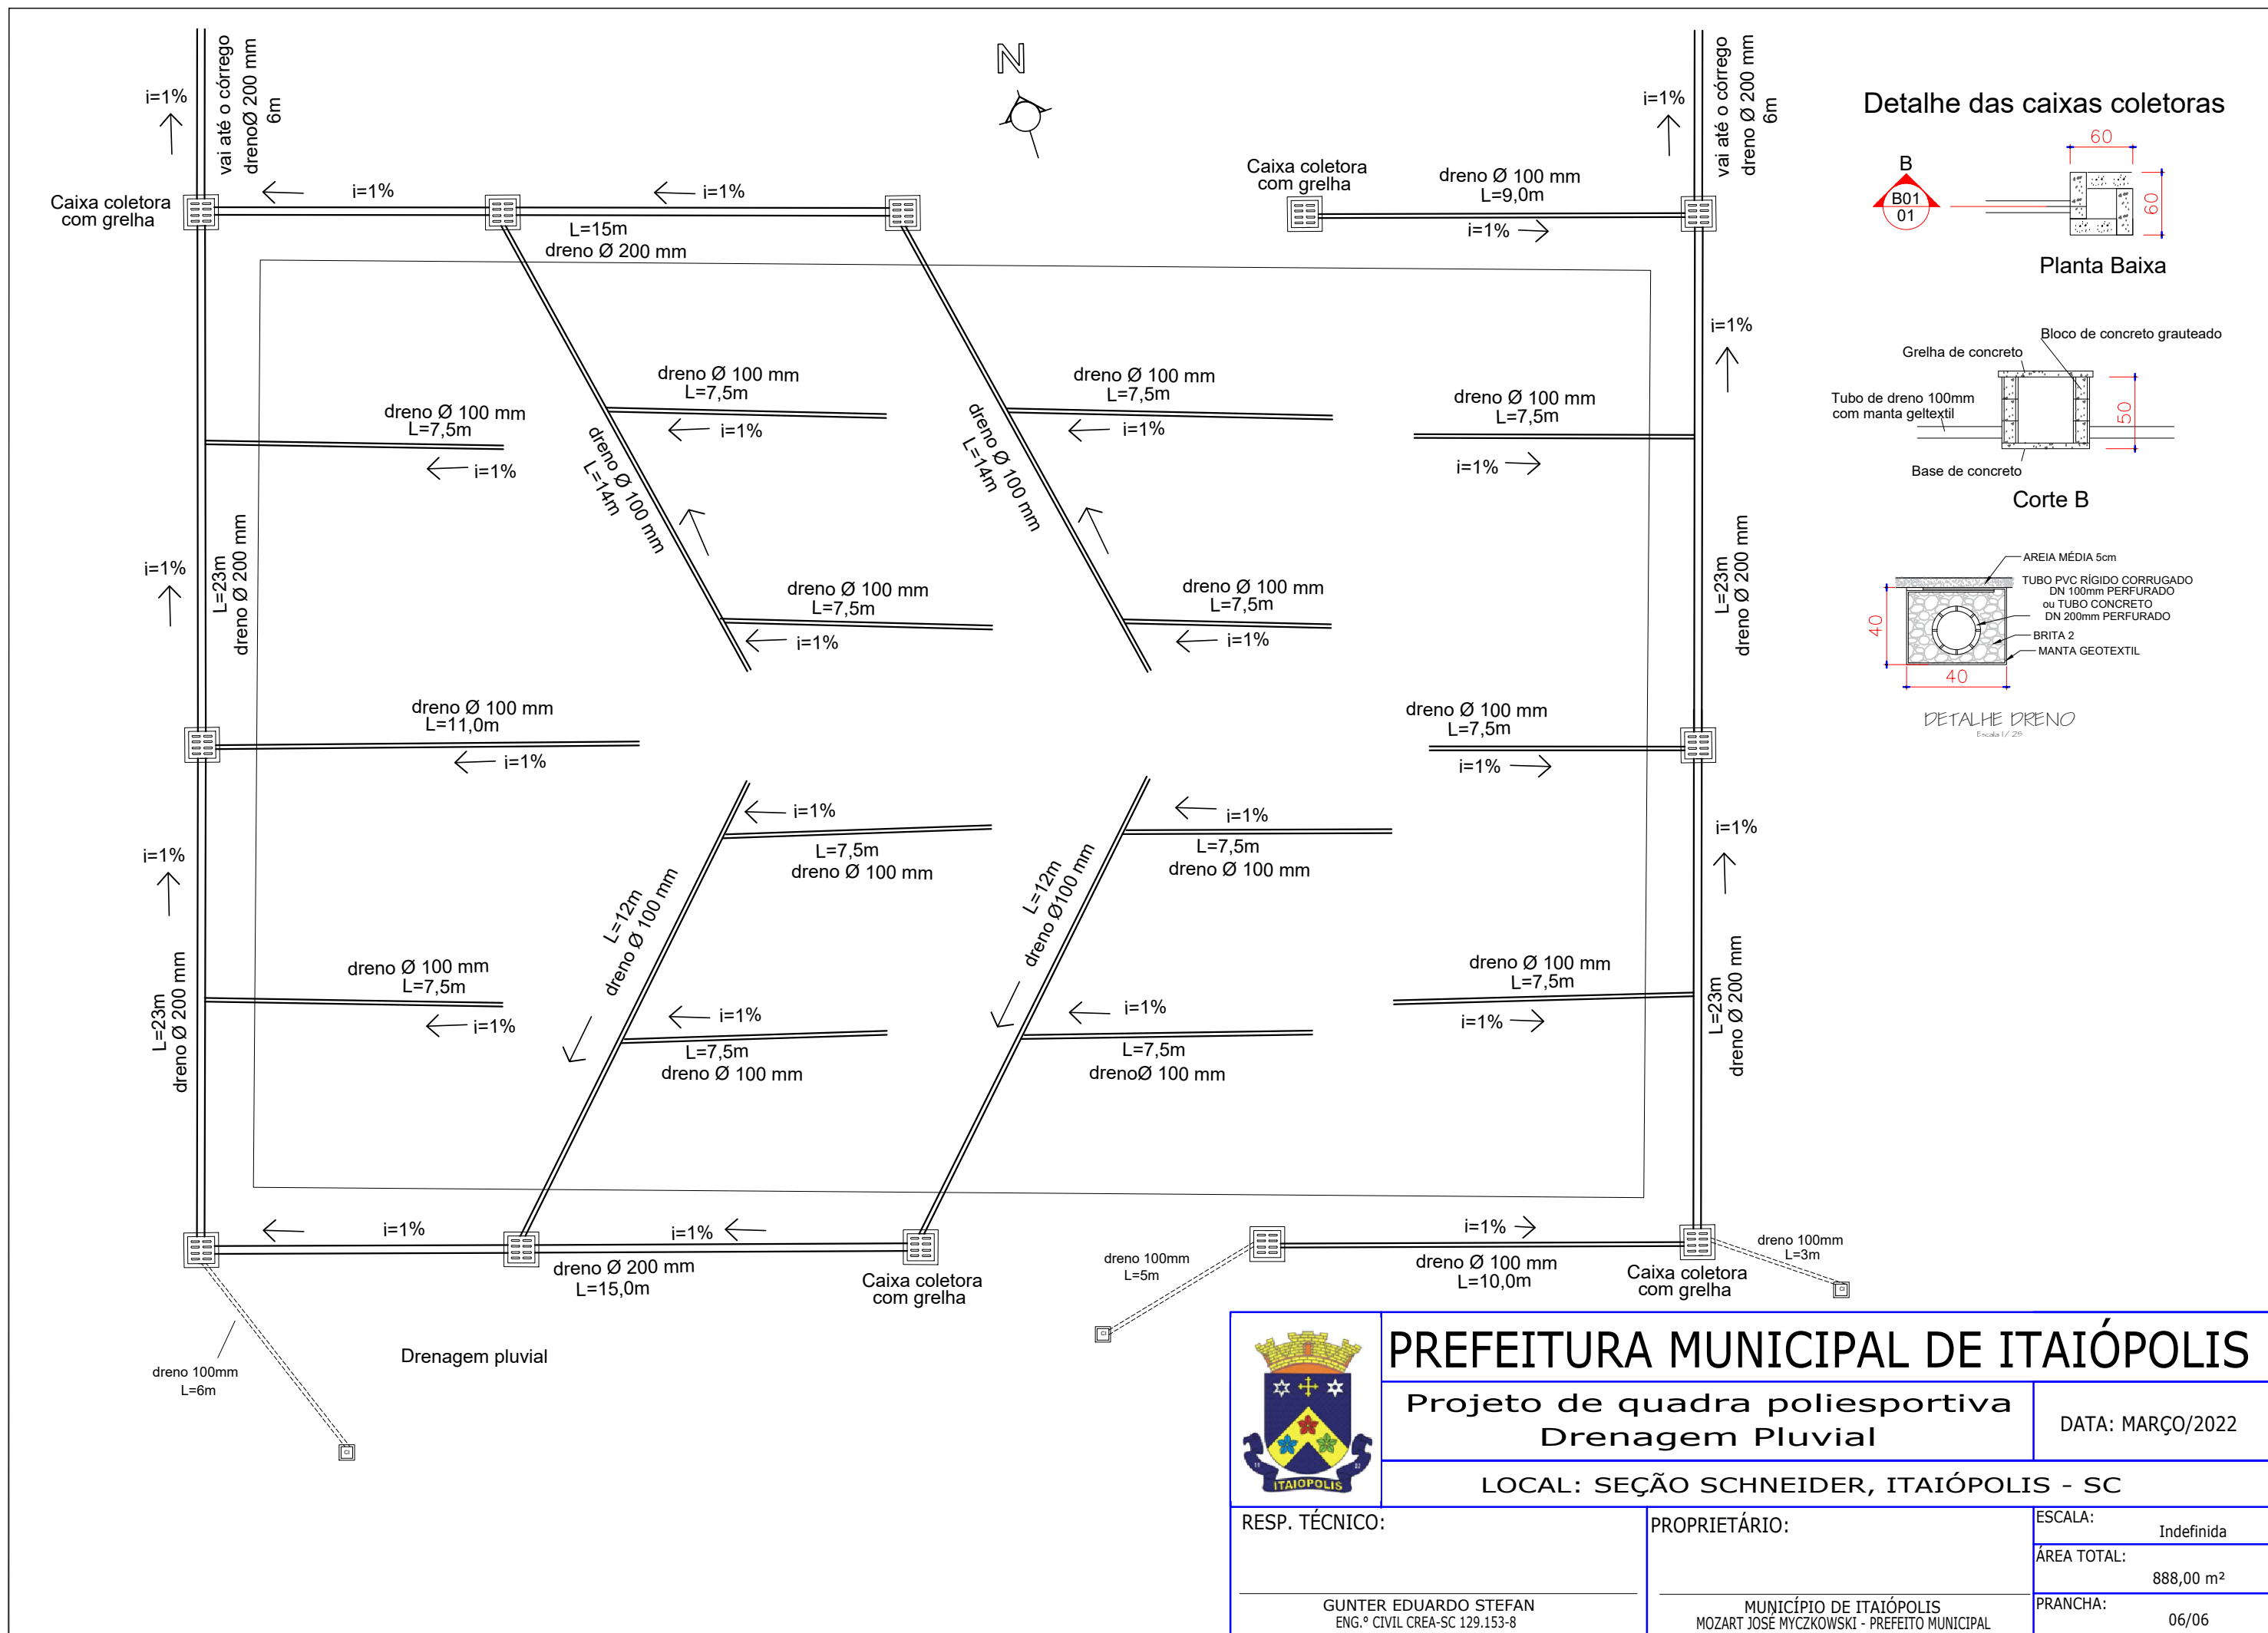 vai até o córrego
drenoØ 200 mm
6m
i=1%
N
i=1%
vai até o córrego
dreno Ø 200 mm
6m
Caixa coletora
com grelha
i=1%
i=1%
L=15m
dreno Ø 200 mm
Caixa coletora
com grelha
dreno Ø 100 mm
L=9,0m
i=1%
dreno Ø 100 mm
L=7,5m
i=1%
dreno Ø 100 mm
L=7,5m
i=1%
dreno Ø 100 mm
L=7,5m
i=1%
dreno Ø 100 mm
L=7,5m
i=1%
i=1%
dreno Ø 100 mm
L=14m
dreno Ø 100 mm
L=14m
i=1%
L=23m
dreno Ø 200 mm
dreno Ø 100 mm
L=7,5m
i=1%
dreno Ø 100 mm
L=7,5m
i=1%
L=23m
dreno Ø 200 mm
dreno Ø 100 mm
L=11,0m
i=1%
dreno Ø 100 mm
L=7,5m
i=1%
i=1%
L=7,5m
dreno Ø 100 mm
i=1%
L=7,5m
dreno Ø 100 mm
i=1%
i=1%
L=12m
dreno Ø 100 mm
L=12m
dreno Ø100 mm
L=23m
dreno Ø 200 mm
dreno Ø 100 mm
L=7,5m
i=1%
i=1%
L=7,5m
dreno Ø 100 mm
i=1%
L=7,5m
drenoØ 100 mm
dreno Ø 100 mm
L=7,5m
i=1%
L=23m
dreno Ø 200 mm
i=1%
i=1%
dreno Ø 200 mm
L=15,0m
Caixa coletora
com grelha
i=1%
dreno Ø 100 mm
L=10,0m
Caixa coletora
com grelha
dreno 100mm
L=5m
dreno 100mm
L=3m
dreno 100mm
L=6m
Drenagem pluvial
Detalhe das caixas coletoras
B
B01
01
60
60
Planta Baixa
Bloco de concreto grauteado
Grelha de concreto
Tubo de dreno 100mm
com manta geltextil
50
Base de concreto
Corte B
AREIA MÉDIA 5cm
TUBO PVC RÍGIDO CORRUGADO
DN 100mm PERFURADO
ou TUBO CONCRETO
DN 200mm PERFURADO
BRITA 2
MANTA GEOTEXTIL
40
40
DETALHE DRENO
Escala 1/25
ITAIOPOLIS
PREFEITURA MUNICIPAL DE ITAIÓPOLIS
Projeto de quadra poliesportiva
Drenagem Pluvial
DATA: MARÇO/2022
LOCAL: SEÇÃO SCHNEIDER, ITAIÓPOLIS - SC
RESP. TÉCNICO:
GUNTER EDUARDO STEFAN
ENG.º CIVIL CREA-SC 129.153-8
PROPRIETÁRIO:
MUNICÍPIO DE ITAIÓPOLIS
MOZART JOSÉ MYCZKOWSKI - PREFEITO MUNICIPAL
ESCALA:
Indefinida
ÁREA TOTAL:
888,00 m²
PRANCHA:
06/06